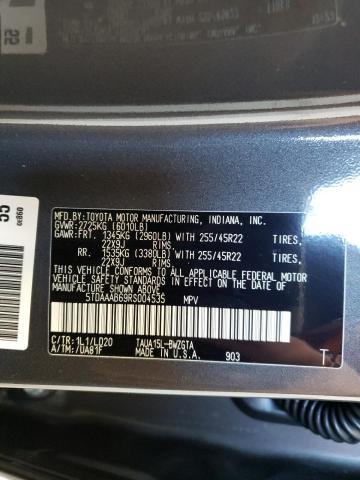 MFD.BY:TOYOTA MOTOR MANUFACTURING, INDIANA, INC.
GVWR:2725KG (6010LB)
GAWR:FRT. 1345KG (2960LB) WITH 255/45R22 TIRES,
22X9J RIMS,
RR. 1535KG (3380LB) WITH 255/45R22 TIRES,
22X9J RIMS,
THIS VEHICLE CONFORMS TO ALL APPLICABLE FEDERAL MOTOR
VEHICLE SAFETY STANDARDS IN EFFECT ON THE DATE OF
MANUFACTURE SHOWN ABOVE.
5TDAAAB69RS004535 MPV
C/TR:1L1/LD20 TAUA15L-BWZGTA
A/TM:/UA81F MADE IN U.S.A. 903
T
55